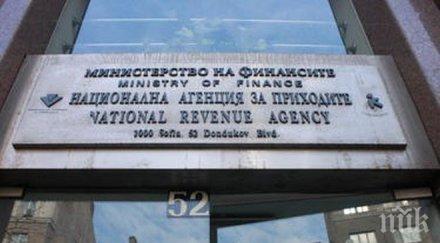 МИНИСТЕРСТВО НА ФИНАНСИТЕ
MINISTRY OF FINANCE
НАЦИОНАЛНА АГЕНЦИЯ ЗА ПРИХОДИТЕ
NATIONAL REVENUE AGENCY
1000 Sofia, 52 Dondukov Blvd.
52
пик